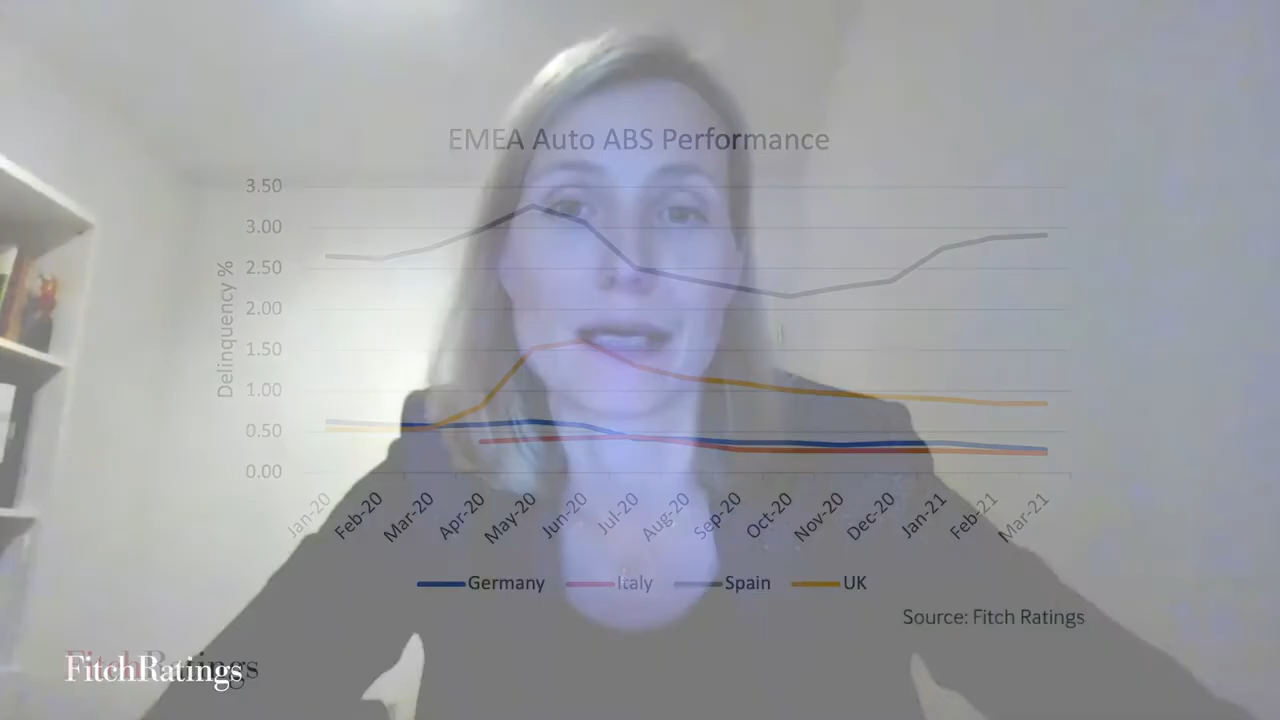 EMEA Auto ABS Performance
3.50
3.00
2.50
2.00
1.50
1.00
0.50
0.00
Delinquency %
Jan-20 Feb-20 Mar-20 Apr-20 May-20 Jun-20 Jul-20 Aug-20 Sep-20 Oct-20 Nov-20 Dec-20 Jan-21 Feb-21 Mar-21
Germany Italy Spain UK
Source: Fitch Ratings
FitchRatings
FitchRatings